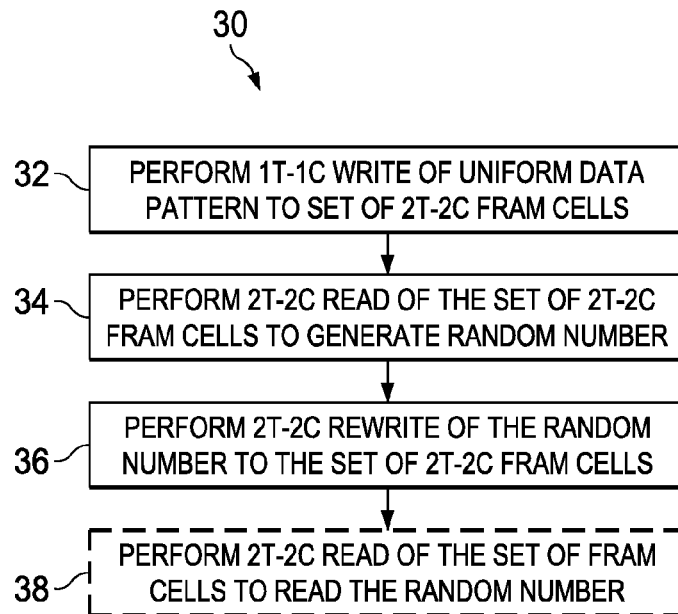 30
32
PERFORM 1T-1C WRITE OF UNIFORM DATA
PATTERN TO SET OF 2T-2C FRAM CELLS
34
PERFORM 2T-2C READ OF THE SET OF 2T-2C
FRAM CELLS TO GENERATE RANDOM NUMBER
36
PERFORM 2T-2C REWRITE OF THE RANDOM
NUMBER TO THE SET OF 2T-2C FRAM CELLS
38
PERFORM 2T-2C READ OF THE SET OF FRAM
CELLS TO READ THE RANDOM NUMBER